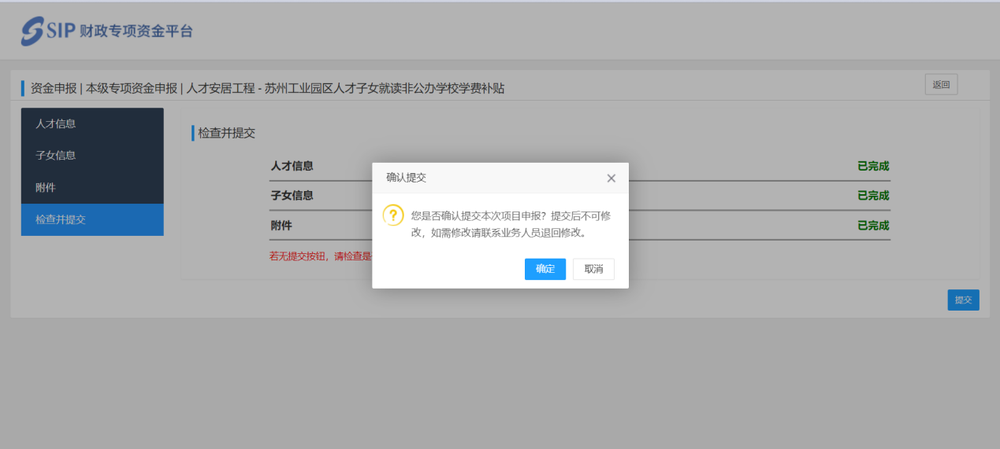 SIP 财政专项资金平台
资金申报 | 本级专项资金申报 | 人才安居工程 - 苏州工业园区人才子女就读非公办学校学费补贴
返回
人才信息
子女信息
附件
检查并提交
检查并提交
人才信息 已完成
子女信息 已完成
附件 已完成
若无提交按钮，请检查是
确认提交
您是否确认提交本次项目申报？提交后不可修
改，如需修改请联系业务人员退回修改。
确定 取消
提交